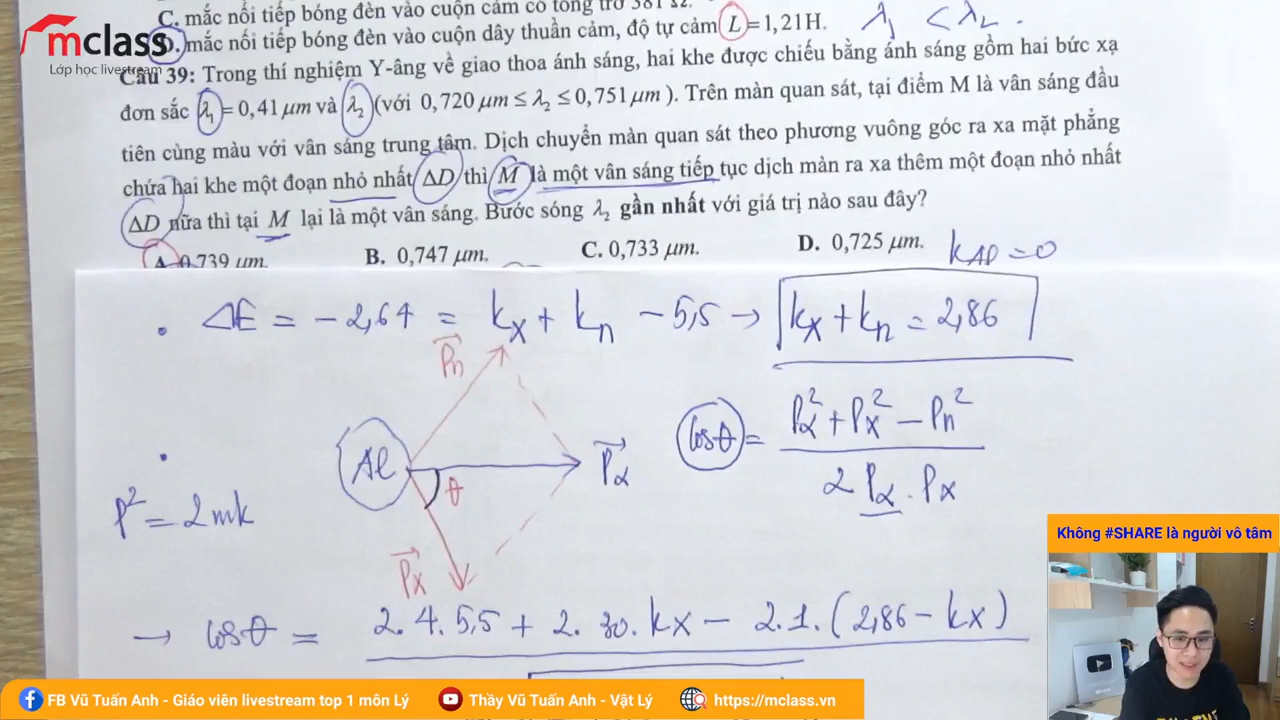 C. mắc nối tiếp bóng đèn vào cuộn cảm có tổng trở 381 Ω.
D. mắc nối tiếp bóng đèn vào cuộn dây thuần cảm, độ tự cảm L = 1,21H.
λ₁ < λ₂ .
mclass
Lớp học livestream
Câu 39: Trong thí nghiệm Y-âng về giao thoa ánh sáng, hai khe được chiếu bằng ánh sáng gồm hai bức xạ
đơn sắc λ₁ = 0,41 μm và λ₂ (với 0,720 μm ≤ λ₂ ≤ 0,751 μm). Trên màn quan sát, tại điểm M là vân sáng đầu
tiên cùng màu với vân sáng trung tâm. Dịch chuyển màn quan sát theo phương vuông góc ra xa mặt phẳng
chứa hai khe một đoạn nhỏ nhất ΔD thì M là một vân sáng tiếp tục dịch màn ra xa thêm một đoạn nhỏ nhất
ΔD nữa thì tại M lại là một vân sáng. Bước sóng λ₂ gần nhất với giá trị nào sau đây?
A. 0,739 μm. B. 0,747 μm. C. 0,733 μm. D. 0,725 μm.
k_Al = 0
• ΔE = −2,64 = kₓ + kₙ − 5,5 → kₓ + kₙ = 2,86
Pₙ
Al
θ
P_α
Pₓ
cosθ = (P_α² + Pₓ² − Pₙ²) / (2 P_α . Pₓ)
P² = 2mk
→ cosθ = 2.4.5,5 + 2.30.kₓ − 2.1.(2,86 − kₓ)
Không #SHARE là người vô tâm
FB Vũ Tuấn Anh - Giáo viên livestream top 1 môn Lý
Thầy Vũ Tuấn Anh - Vật Lý
https://mclass.vn